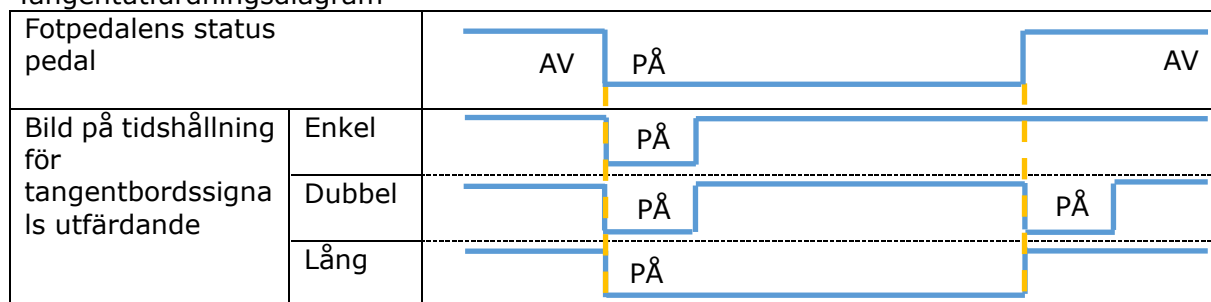 Tangentutfärdningsdiagram
Fotpedalens status
pedal
AV
PÅ
AV
Bild på tidshållning
för
tangentbordssigna
ls utfärdande
Enkel
PÅ
Dubbel
PÅ
PÅ
Lång
PÅ